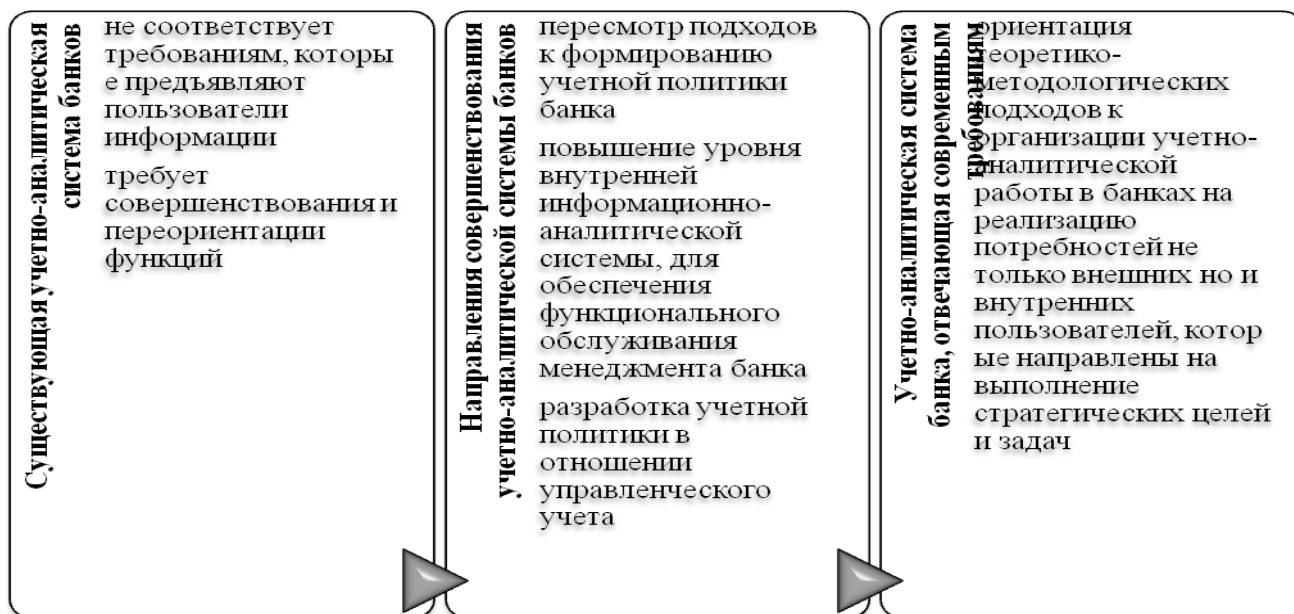 Существующая учетно-аналитическая
система банков
не соответствует
требованиям, которы
е предъявляют
пользователи
информации
требует
совершенствования и
переориентации
функций
Направления совершенствования
учетно-аналитической системы банков
пересмотр подходов
к формированию
учетной политики
банка
повышение уровня
внутренней
информационно-
аналитической
системы, для
обеспечения
функционального
обслуживания
менеджмента банка
разработка учетной
политики в
отношении
управленческого
учета
Учетно-аналитическая система
банка, отвечающая современным
требованиям
ориентация
теоретико-
методологических
подходов к
организации учетно-
аналитической
работы в банках на
реализацию
потребностей не
только внешних но и
внутренних
пользователей, котор
ые направлены на
выполнение
стратегических целей
и задач